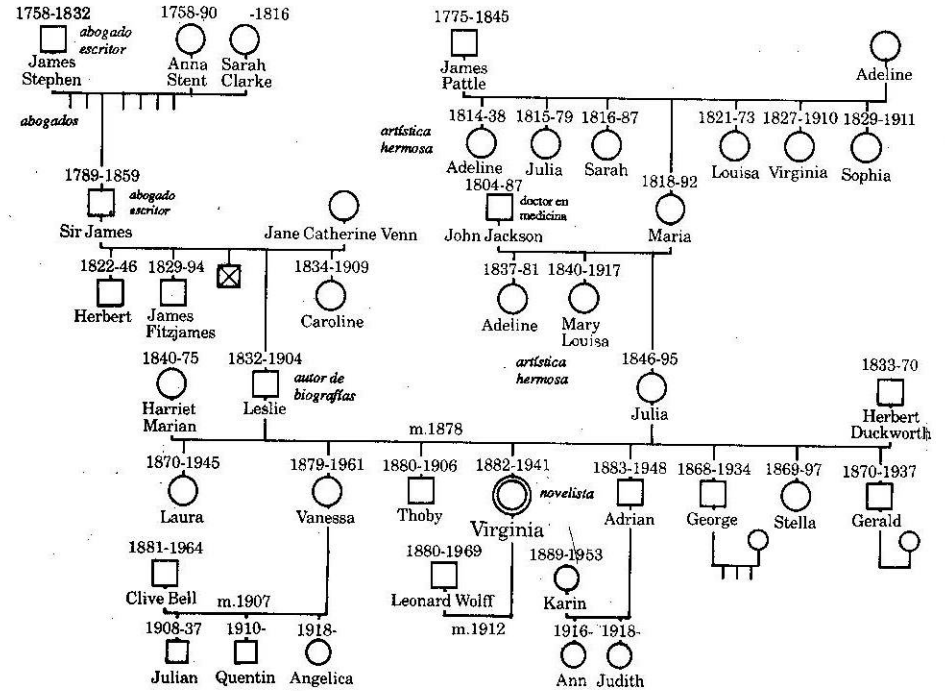 1758-1832
abogado
escritor
James
Stephen
1758-90
Anna
Stent
-1816
Sarah
Clarke
1775-1845
James
Pattle
Adeline
abogados
artística
hermosa
1814-38
Adeline
1815-79
Julia
1816-87
Sarah
1821-73
Louisa
1827-1910
Virginia
1829-1911
Sophia
1789-1859
abogado
escritor
Sir James
Jane Catherine Venn
1804-87
doctor en
medicina
John Jackson
1818-92
Maria
1822-46
Herbert
1829-94
James
Fitzjames
1834-1909
Caroline
1837-81
Adeline
1840-1917
Mary
Louisa
1840-75
Harriet
Marian
1832-1904
autor de
biografías
Leslie
artística
hermosa
1846-95
Julia
1833-70
Herbert
Duckworth
m.1878
1870-1945
Laura
1879-1961
Vanessa
1880-1906
Thoby
1882-1941
novelista
Virginia
1883-1948
Adrian
1868-1934
George
1869-97
Stella
1870-1937
Gerald
1881-1964
Clive Bell
m.1907
1880-1969
Leonard Wolff
m.1912
1889-1953
Karin
1908-37
Julian
1910-
Quentin
1918-
Angelica
1916-
Ann
1918-
Judith